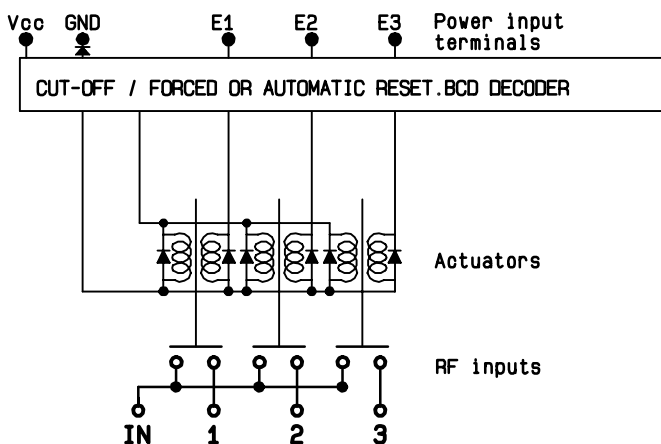 Vcc GND E1 E2 E3 Power input
terminals
CUT-OFF / FORCED OR AUTOMATIC RESET.BCD DECODER
Actuators
RF inputs
IN 1 2 3